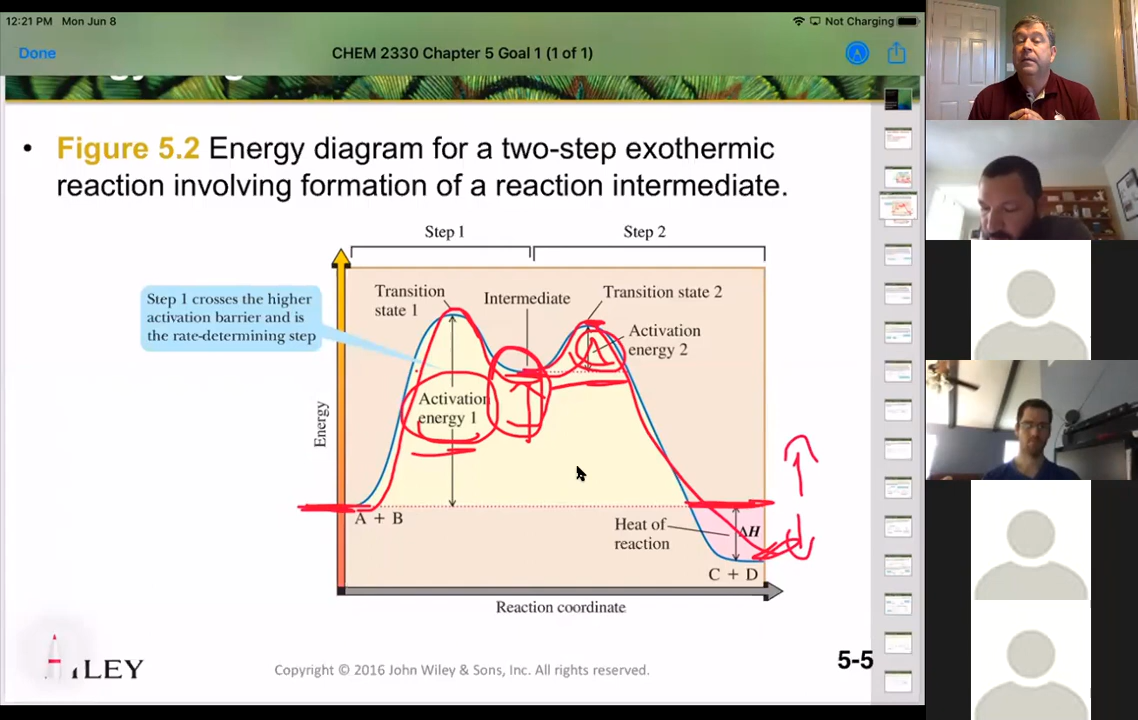 12:21 PM Mon Jun 8
Not Charging
Done
CHEM 2330 Chapter 5 Goal 1 (1 of 1)
• Figure 5.2 Energy diagram for a two-step exothermic
reaction involving formation of a reaction intermediate.
Step 1
Step 2
Transition
state 1
Intermediate
Transition state 2
Step 1 crosses the higher
activation barrier and is
the rate-determining step
Activation
energy 2
Activation
energy 1
Energy
A + B
Heat of
reaction
ΔH
C + D
Reaction coordinate
Copyright © 2016 John Wiley & Sons, Inc. All rights reserved.
5-5